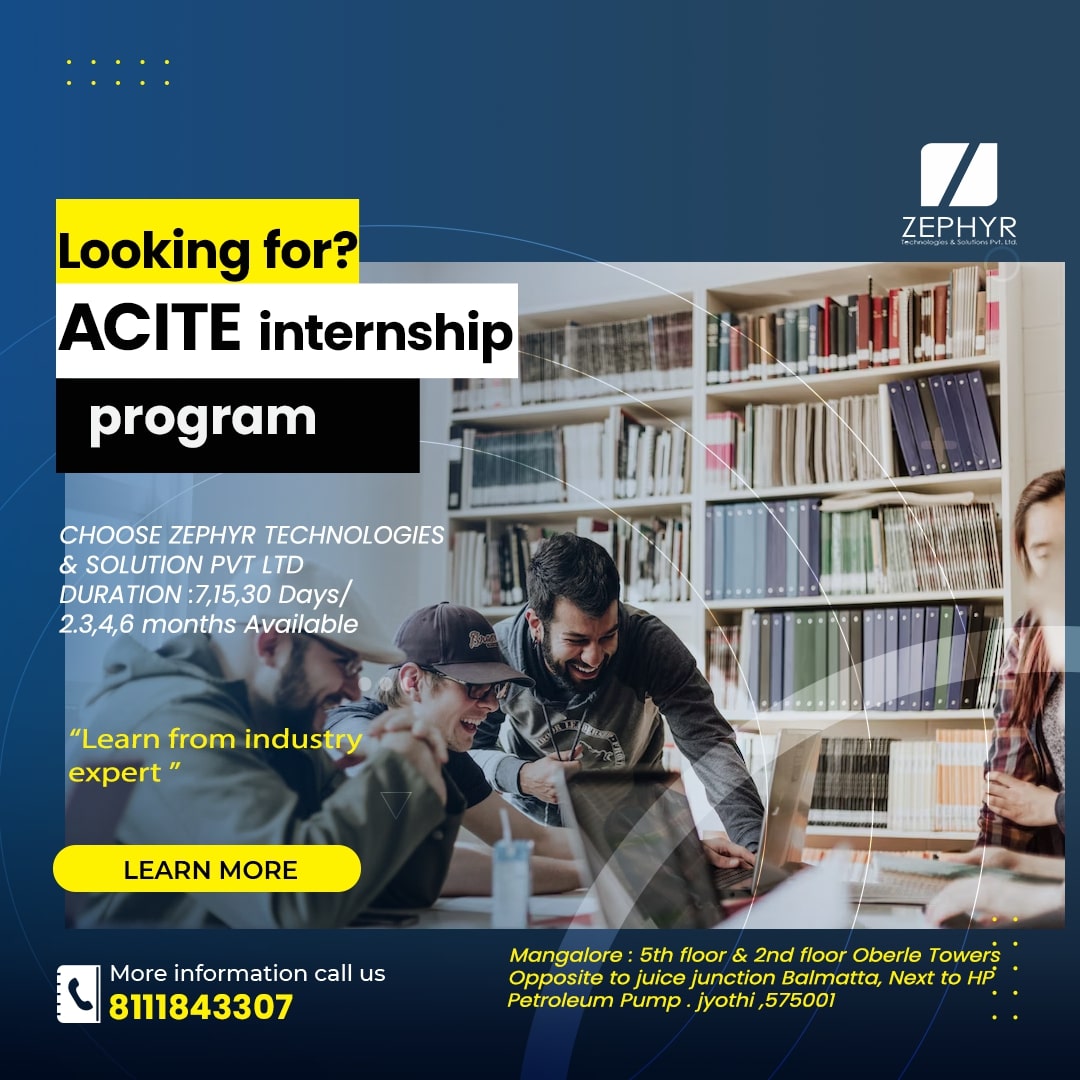 ZEPHYR
Technologies & Solutions Pvt. Ltd.
Looking for?
ACITE internship
program
CHOOSE ZEPHYR TECHNOLOGIES
& SOLUTION PVT LTD
DURATION :7,15,30 Days/
2.3,4,6 months Available
“Learn from industry
expert ”
LEARN MORE
More information call us
8111843307
Mangalore : 5th floor & 2nd floor Oberle Towers
Opposite to juice junction Balmatta, Next to HP
Petroleum Pump . jyothi ,575001